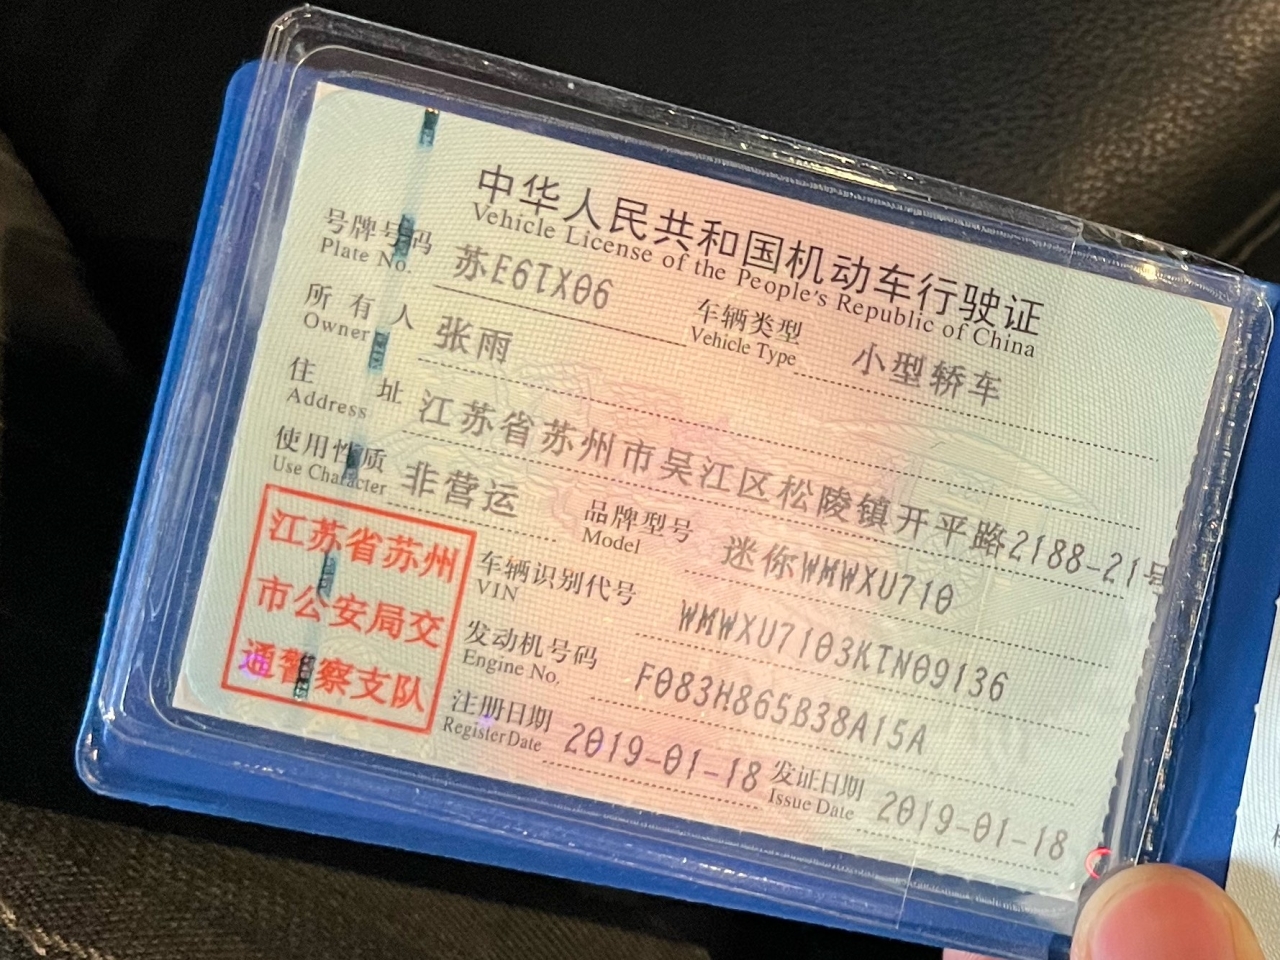 中华人民共和国机动车行驶证
Vehicle License of the People's Republic of China
号牌号码 苏E6TX06 车辆类型 小型轿车
Plate No. Vehicle Type
所有人 张雨
Owner
住址 江苏省苏州市吴江区松陵镇开平路2188-21号
Address
使用性质 非营运 品牌型号 迷你WMWXU710
Use Character Model
江苏省苏州
市公安局交
通警察支队
车辆识别代号 WMWXU7103KTN09136
VIN
发动机号码 F083H865B38A15A
Engine No.
注册日期 2019-01-18 发证日期 2019-01-18
Register Date Issue Date